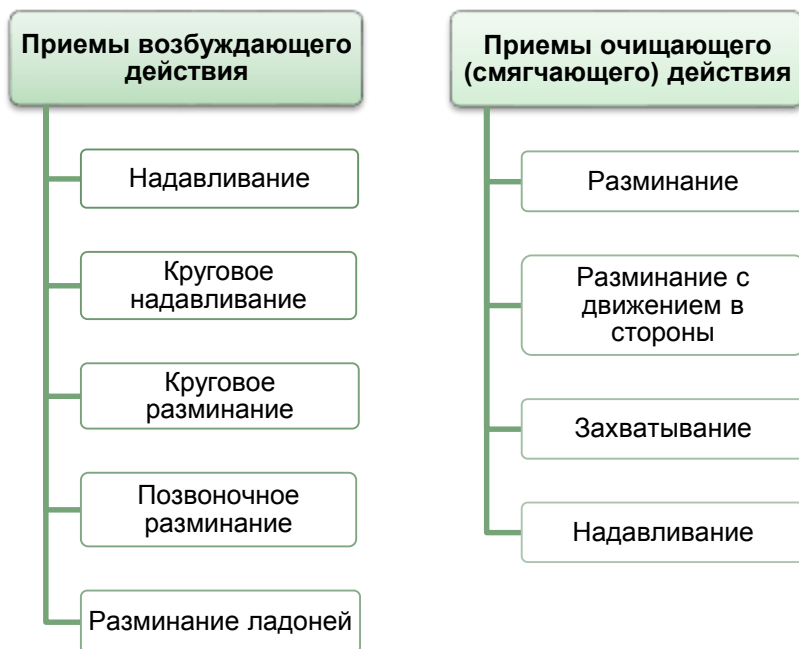 Приемы возбуждающего
действия
Надавливание
Круговое
надавливание
Круговое
разминание
Позвоночное
разминание
Разминание ладоней
Приемы очищающего
(смягчающего) действия
Разминание
Разминание с
движением в
стороны
Захватывание
Надавливание